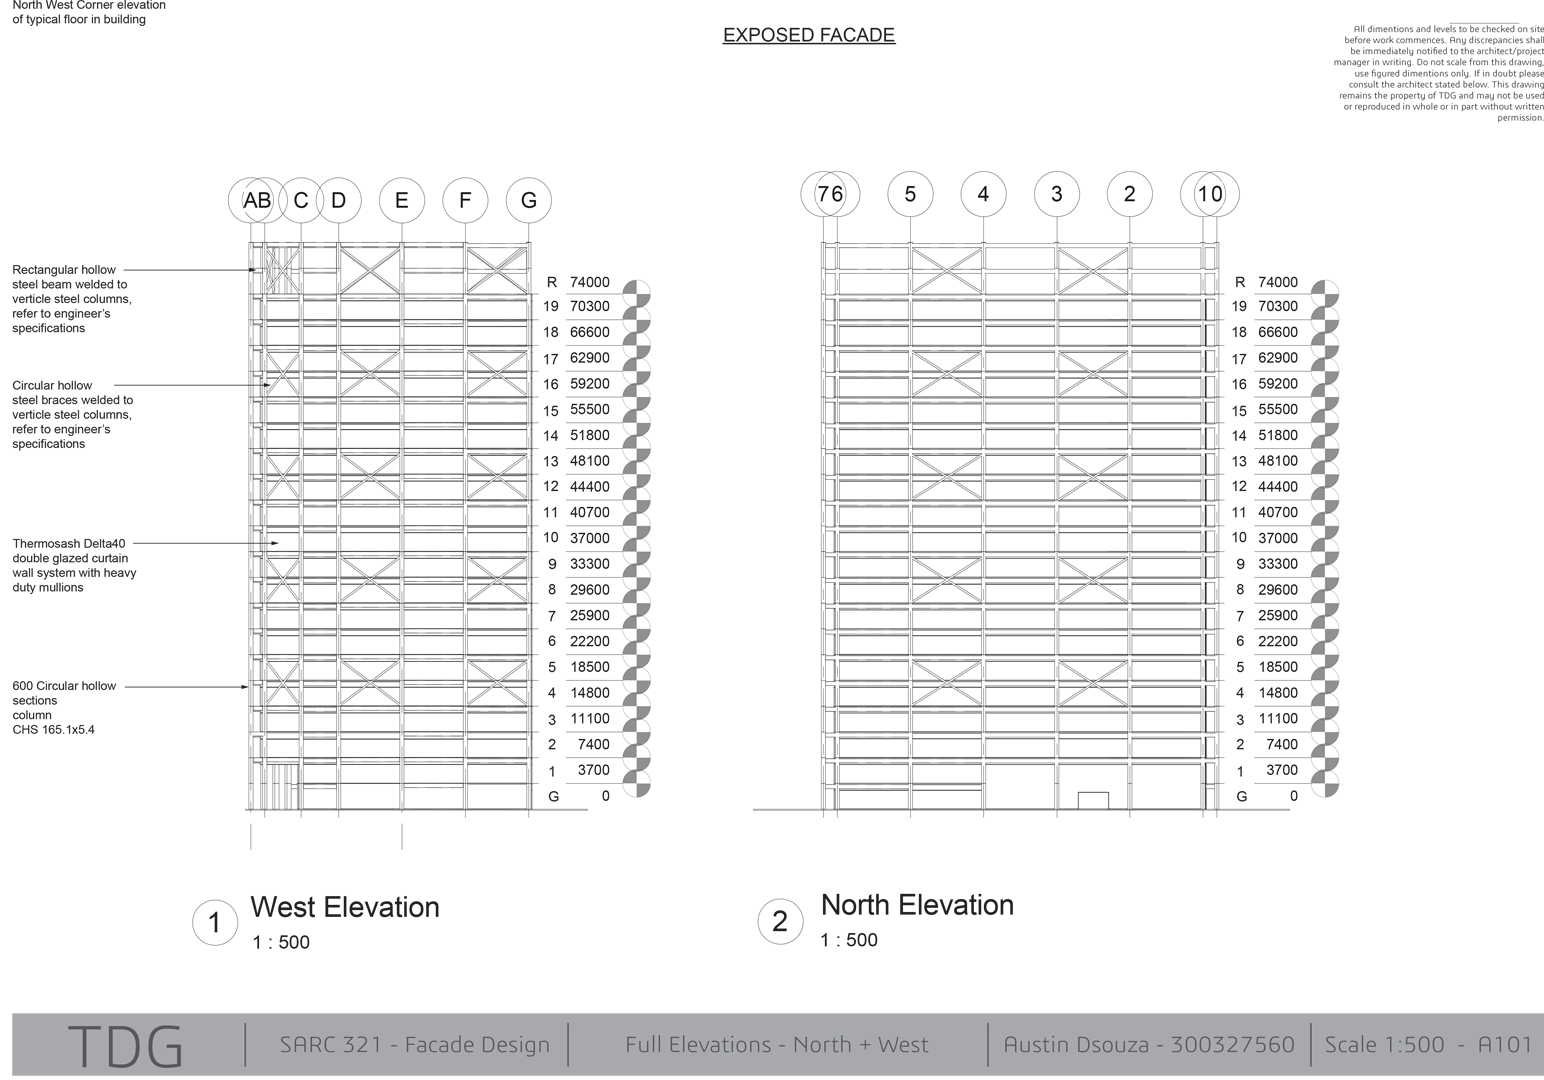 North West Corner elevation
of typical floor in building
EXPOSED FACADE
All dimentions and levels to be checked on site
before work commences. Any discrepancies shall
be immediately notified to the architect/project
manager in writing. Do not scale from this drawing,
use figured dimentions only. If in doubt please
consult the architect stated below. This drawing
remains the property of TDG and may not be used
or reproduced in whole or in part without written
permission.
A B C D E F G
7 6 5 4 3 2 1 0
Rectangular hollow
steel beam welded to
verticle steel columns,
refer to engineer's
specifications
Circular hollow
steel braces welded to
verticle steel columns,
refer to engineer's
specifications
Thermosash Delta40
double glazed curtain
wall system with heavy
duty mullions
600 Circular hollow
sections
column
CHS 165.1x5.4
R 74000
19 70300
18 66600
17 62900
16 59200
15 55500
14 51800
13 48100
12 44400
11 40700
10 37000
9 33300
8 29600
7 25900
6 22200
5 18500
4 14800
3 11100
2 7400
1 3700
G 0
R 74000
19 70300
18 66600
17 62900
16 59200
15 55500
14 51800
13 48100
12 44400
11 40700
10 37000
9 33300
8 29600
7 25900
6 22200
5 18500
4 14800
3 11100
2 7400
1 3700
G 0
1 West Elevation
1 : 500
2 North Elevation
1 : 500
TDG
SARC 321 - Facade Design
Full Elevations - North + West
Austin Dsouza - 300327560
Scale 1:500 - A101